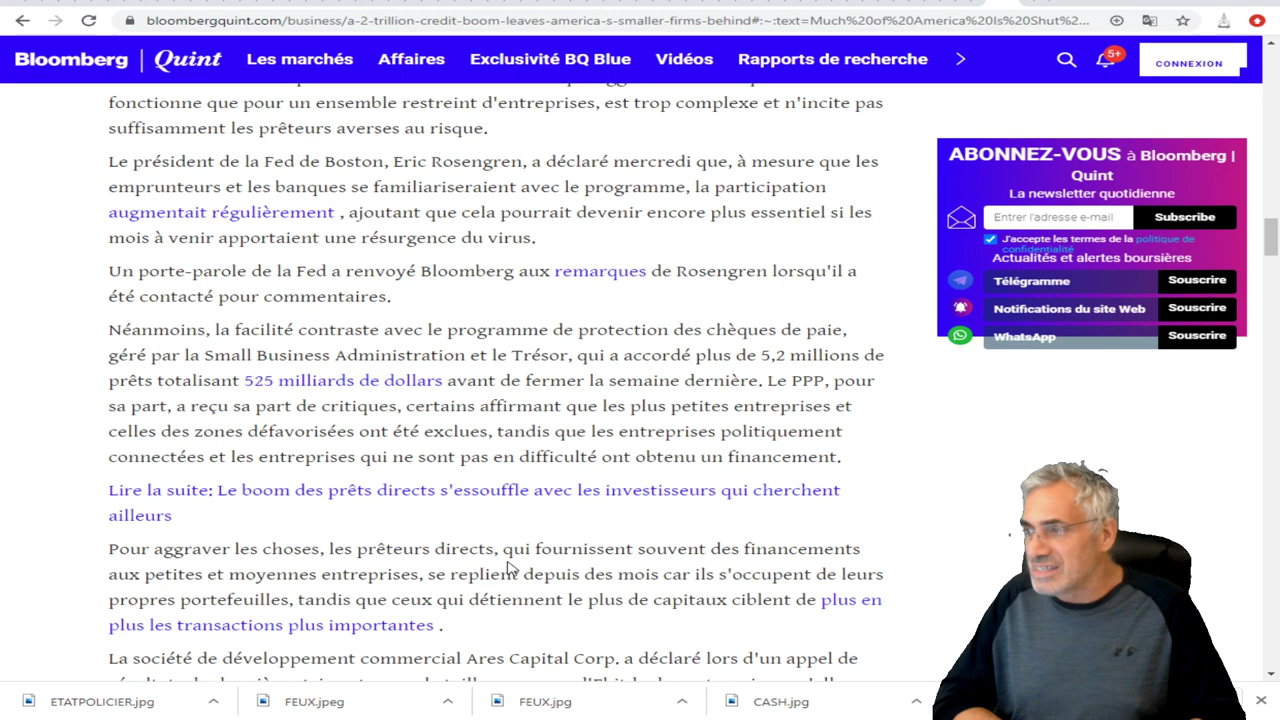 bloombergquint.com/business/a-2-trillion-credit-boom-leaves-america-s-smaller-firms-behind#:~:text=Much%20of%20America%20Is%20Shut%2...
Bloomberg | Quint Les marchés Affaires Exclusivité BQ Blue Vidéos Rapports de recherche 5+ CONNEXION
fonctionne que pour un ensemble restreint d'entreprises, est trop complexe et n'incite pas
suffisamment les prêteurs averses au risque.
Le président de la Fed de Boston, Eric Rosengren, a déclaré mercredi que, à mesure que les
emprunteurs et les banques se familiariseraient avec le programme, la participation
augmentait régulièrement , ajoutant que cela pourrait devenir encore plus essentiel si les
mois à venir apportaient une résurgence du virus.
Un porte-parole de la Fed a renvoyé Bloomberg aux remarques de Rosengren lorsqu'il a
été contacté pour commentaires.
Néanmoins, la facilité contraste avec le programme de protection des chèques de paie,
géré par la Small Business Administration et le Trésor, qui a accordé plus de 5,2 millions de
prêts totalisant 525 milliards de dollars avant de fermer la semaine dernière. Le PPP, pour
sa part, a reçu sa part de critiques, certains affirmant que les plus petites entreprises et
celles des zones défavorisées ont été exclues, tandis que les entreprises politiquement
connectées et les entreprises qui ne sont pas en difficulté ont obtenu un financement.
Lire la suite: Le boom des prêts directs s'essouffle avec les investisseurs qui cherchent
ailleurs
Pour aggraver les choses, les prêteurs directs, qui fournissent souvent des financements
aux petites et moyennes entreprises, se replient depuis des mois car ils s'occupent de leurs
propres portefeuilles, tandis que ceux qui détiennent le plus de capitaux ciblent de plus en
plus les transactions plus importantes .
La société de développement commercial Ares Capital Corp. a déclaré lors d'un appel de
ABONNEZ-VOUS à Bloomberg |
Quint
La newsletter quotidienne
Entrer l'adresse e-mail Subscribe
J'accepte les termes de la politique de
confidentialité
Actualités et alertes boursières
Télégramme Souscrire
Notifications du site Web Souscrire
WhatsApp Souscrire
ETATPOLICIER.jpg FEUX.jpeg FEUX.jpg CASH.jpg